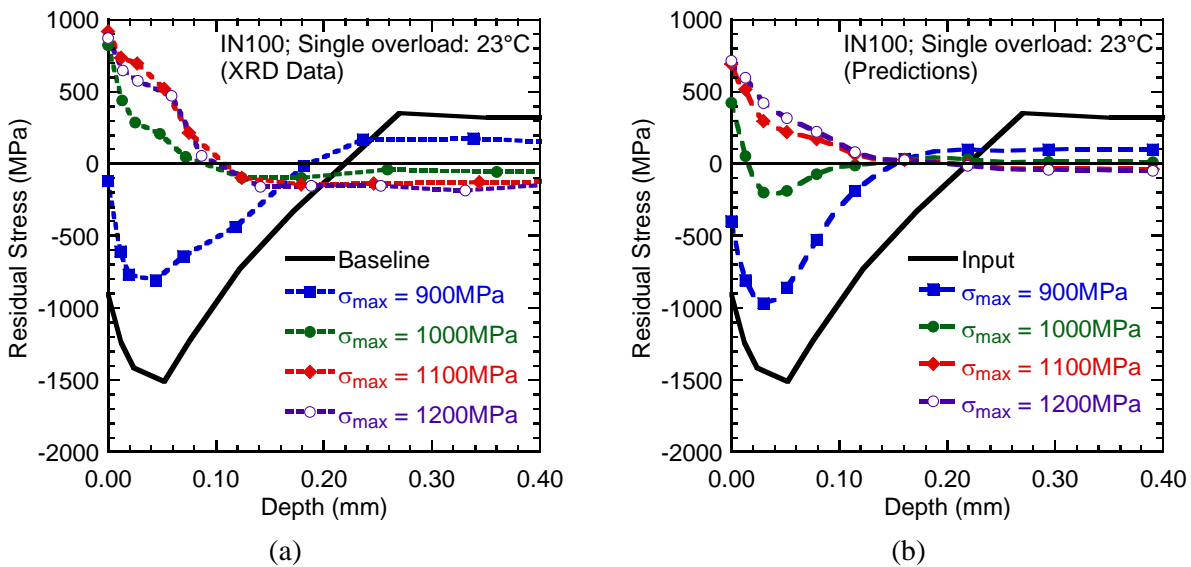 1000
500
0
-500
-1000
-1500
-2000
Residual Stress (MPa)
IN100; Single overload: 23°C
(XRD Data)
Baseline
σmax = 900MPa
σmax = 1000MPa
σmax = 1100MPa
σmax = 1200MPa
0.00 0.10 0.20 0.30 0.40
Depth (mm)
(a)
1000
500
0
-500
-1000
-1500
-2000
Residual Stress (MPa)
IN100; Single overload: 23°C
(Predictions)
Input
σmax = 900MPa
σmax = 1000MPa
σmax = 1100MPa
σmax = 1200MPa
0.00 0.10 0.20 0.30 0.40
Depth (mm)
(b)